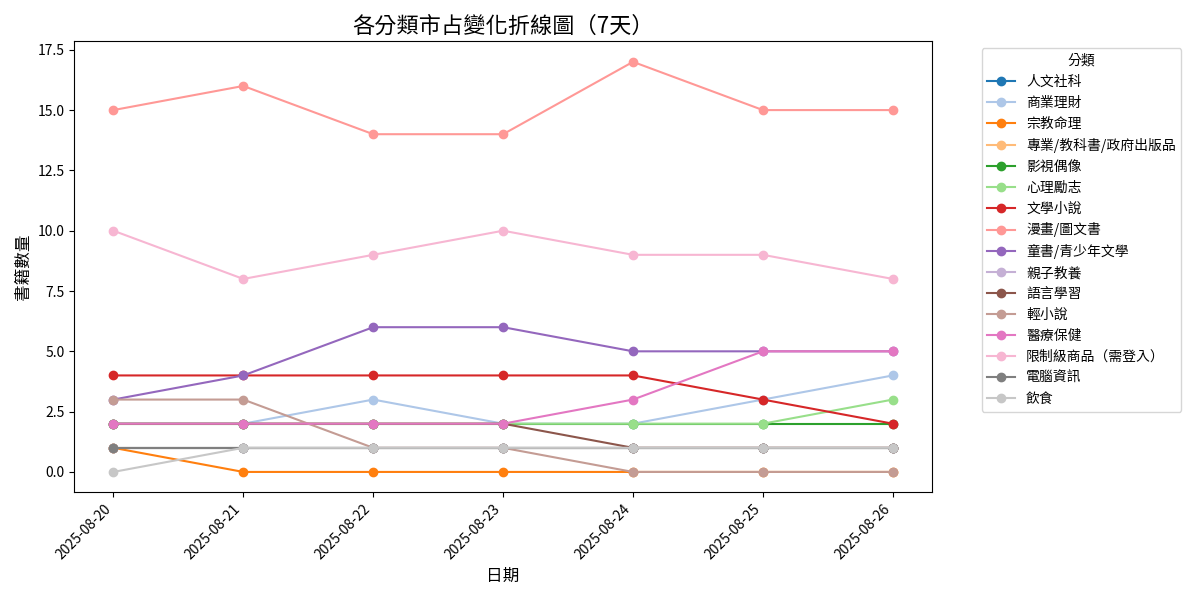 各分類市占變化折線圖（7天）
書籍數量
17.5
15.0
12.5
10.0
7.5
5.0
2.5
0.0
2025-08-20
2025-08-21
2025-08-22
2025-08-23
2025-08-24
2025-08-25
2025-08-26
日期
分類
人文社科
商業理財
宗教命理
專業/教科書/政府出版品
影視偶像
心理勵志
文學小說
漫畫/圖文書
童書/青少年文學
親子教養
語言學習
輕小說
醫療保健
限制級商品（需登入）
電腦資訊
飲食